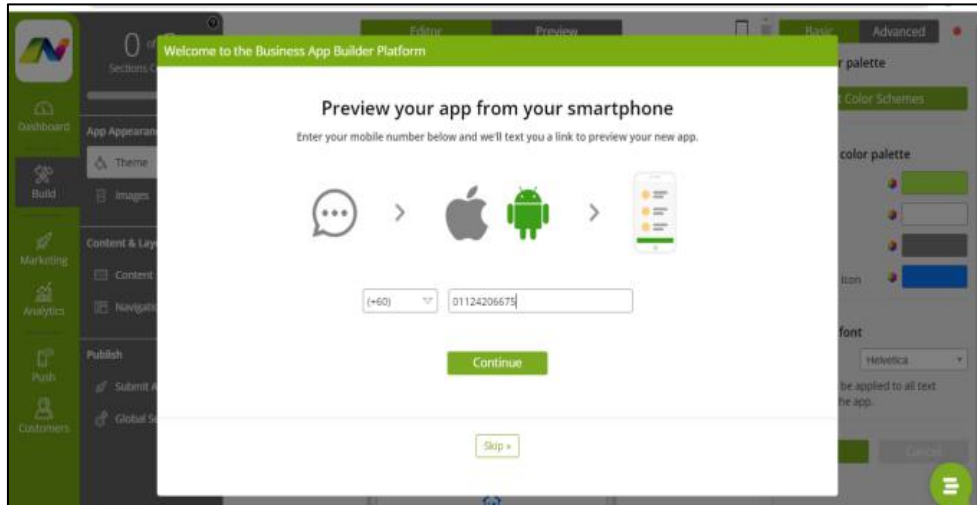 0 of
Sections
Editor
Preview
Basic
Advanced
Welcome to the Business App Builder Platform
Preview your app from your smartphone
Enter your mobile number below and we'll text you a link to preview your new app.
(+60)
01124206675
Continue
Skip »
Dashboard
Build
Marketing
Analytics
Push
Customers
App Appearan
Theme
Images
Content & Lay
Content
Navigati
Publish
Submit A
Global Se
r palette
t Color Schemes
color palette
Icon
font
Helvetica
be applied to all text
he app.
Cancel